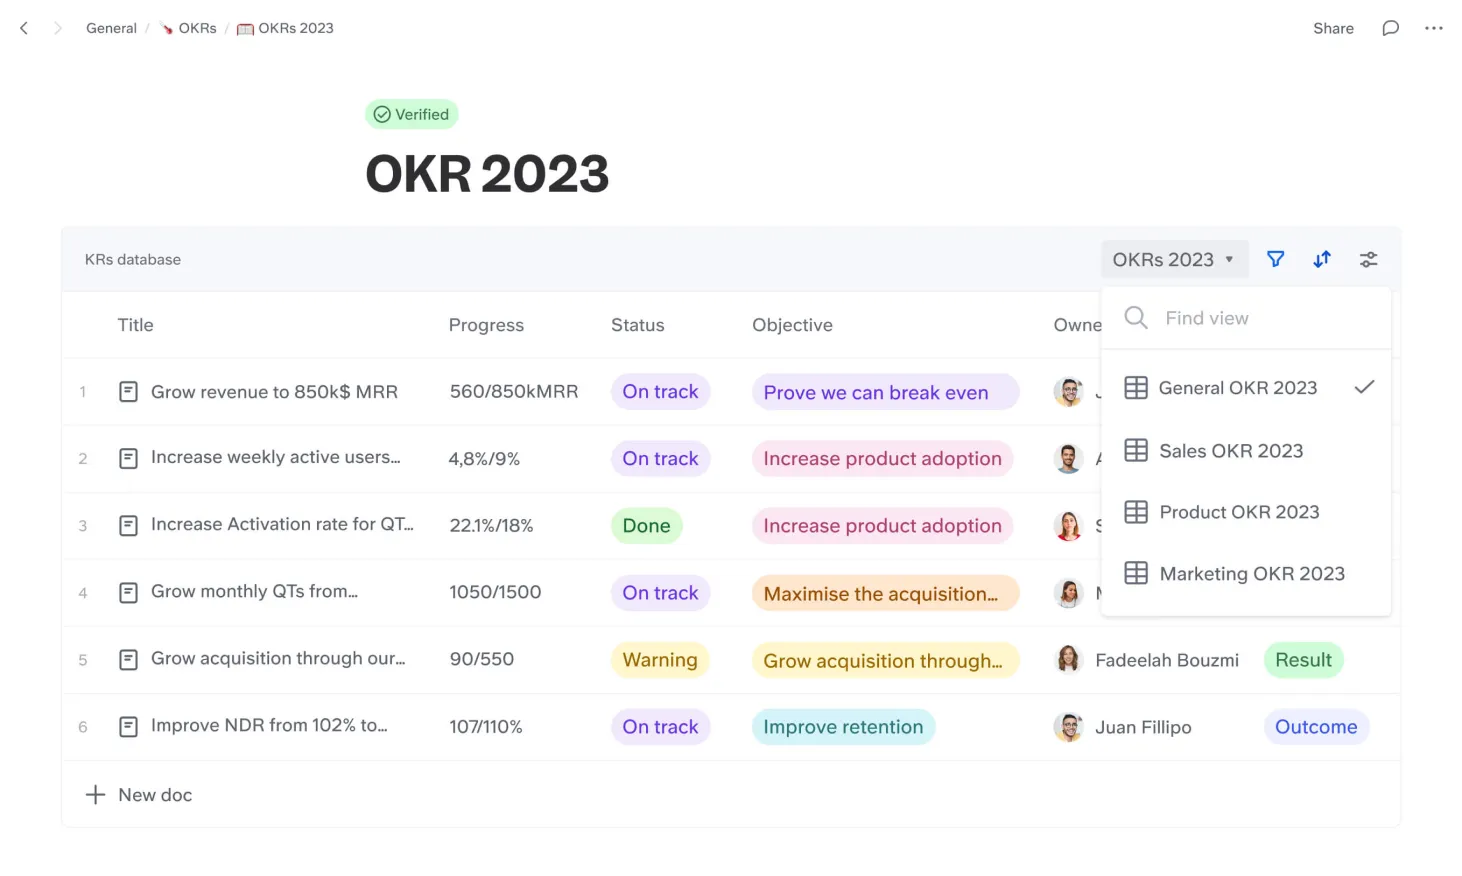 General / OKRs / OKRs 2023
Share
Verified
OKR 2023
KRs database
OKRs 2023
Find view
General OKR 2023
Sales OKR 2023
Product OKR 2023
Marketing OKR 2023
Title Progress Status Objective Owne
1 Grow revenue to 850k$ MRR 560/850kMRR On track Prove we can break even
2 Increase weekly active users... 4,8%/9% On track Increase product adoption A
3 Increase Activation rate for QT... 22.1%/18% Done Increase product adoption S
4 Grow monthly QTs from... 1050/1500 On track Maximise the acquisition...
5 Grow acquisition through our... 90/550 Warning Grow acquisition through... Fadeelah Bouzmi Result
6 Improve NDR from 102% to... 107/110% On track Improve retention Juan Fillipo Outcome
New doc